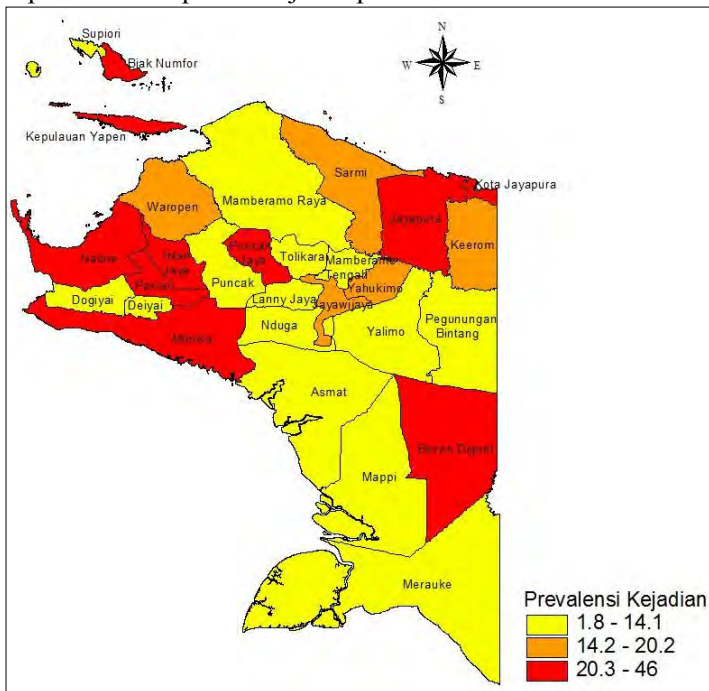 Supiori
Biak Numfor
N
W
E
S
Kepulauan Yapen
Sarmi
Kota Jayapura
Mamberamo Raya
Waropen
Jayapura
Keerom
Nabire
Intan
Jaya
Puncak
Jaya
Tolikara
Mamberamo
Tengah
Paniai
Puncak
Yahukimo
Dogiyai
Deiyai
Lanny Jaya
Jayawijaya
Nduga
Yalimo
Pegunungan
Bintang
Mimika
Asmat
Mappi
Boven Digoel
Merauke
Prevalensi Kejadian
1.8 - 14.1
14.2 - 20.2
20.3 - 46